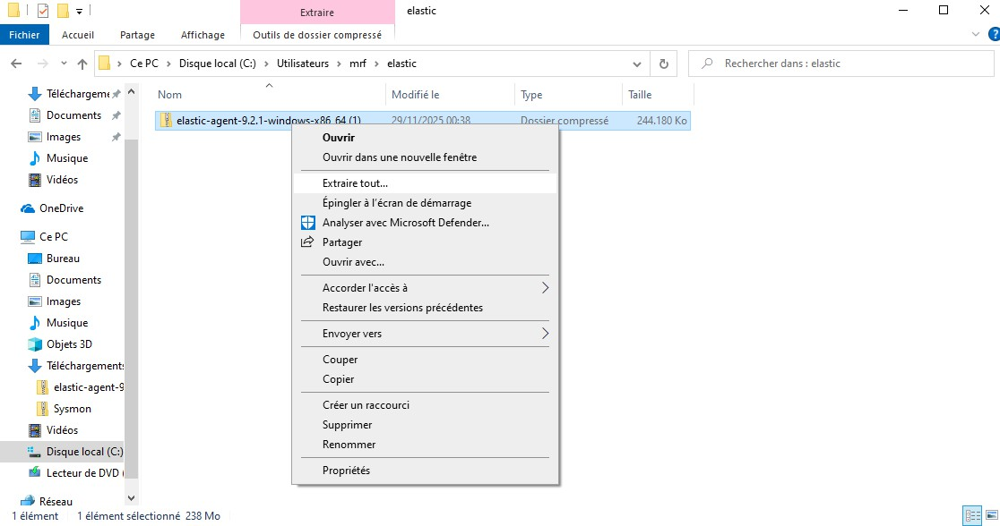 Extraire
elastic
Fichier
Accueil
Partage
Affichage
Outils de dossier compressé
?
Ce PC > Disque local (C:) > Utilisateurs > mrf > elastic
Rechercher dans : elastic
Téléchargeme
Documents
Images
Musique
Vidéos
OneDrive
Ce PC
Bureau
Documents
Images
Musique
Objets 3D
Téléchargements
elastic-agent-9
Sysmon
Vidéos
Disque local (C:)
Lecteur de DVD (
Réseau
Nom
Modifié le
Type
Taille
elastic-agent-9.2.1-windows-x86_64 (1)
29/11/2025 00:38
Dossier compressé
244.180 Ko
Ouvrir
Ouvrir dans une nouvelle fenêtre
Extraire tout...
Épingler à l'écran de démarrage
Analyser avec Microsoft Defender...
Partager
Ouvrir avec...
Accorder l'accès à
Restaurer les versions précédentes
Envoyer vers
Couper
Copier
Créer un raccourci
Supprimer
Renommer
Propriétés
1 élément
1 élément sélectionné 238 Mo